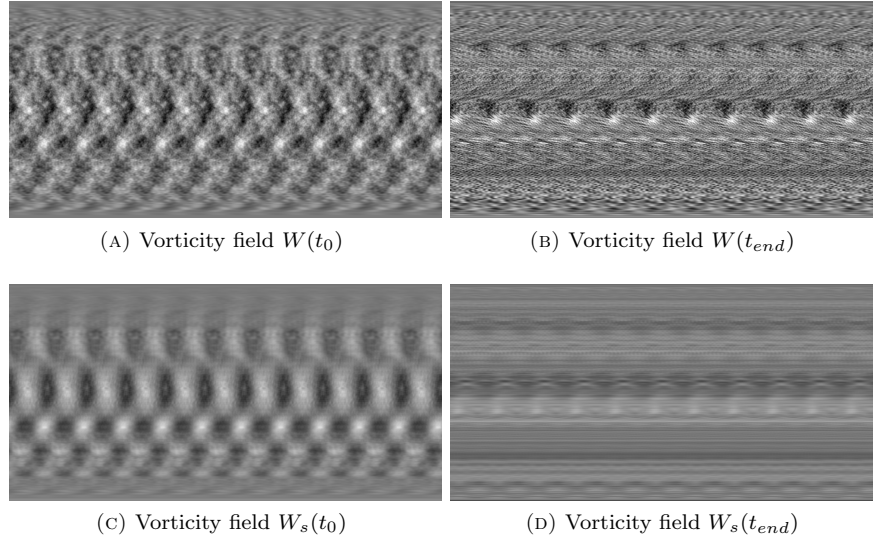 (A) Vorticity field W(t₀)
(B) Vorticity field W(tₑₙd)
(C) Vorticity field Wₛ(t₀)
(D) Vorticity field Wₛ(tₑₙd)